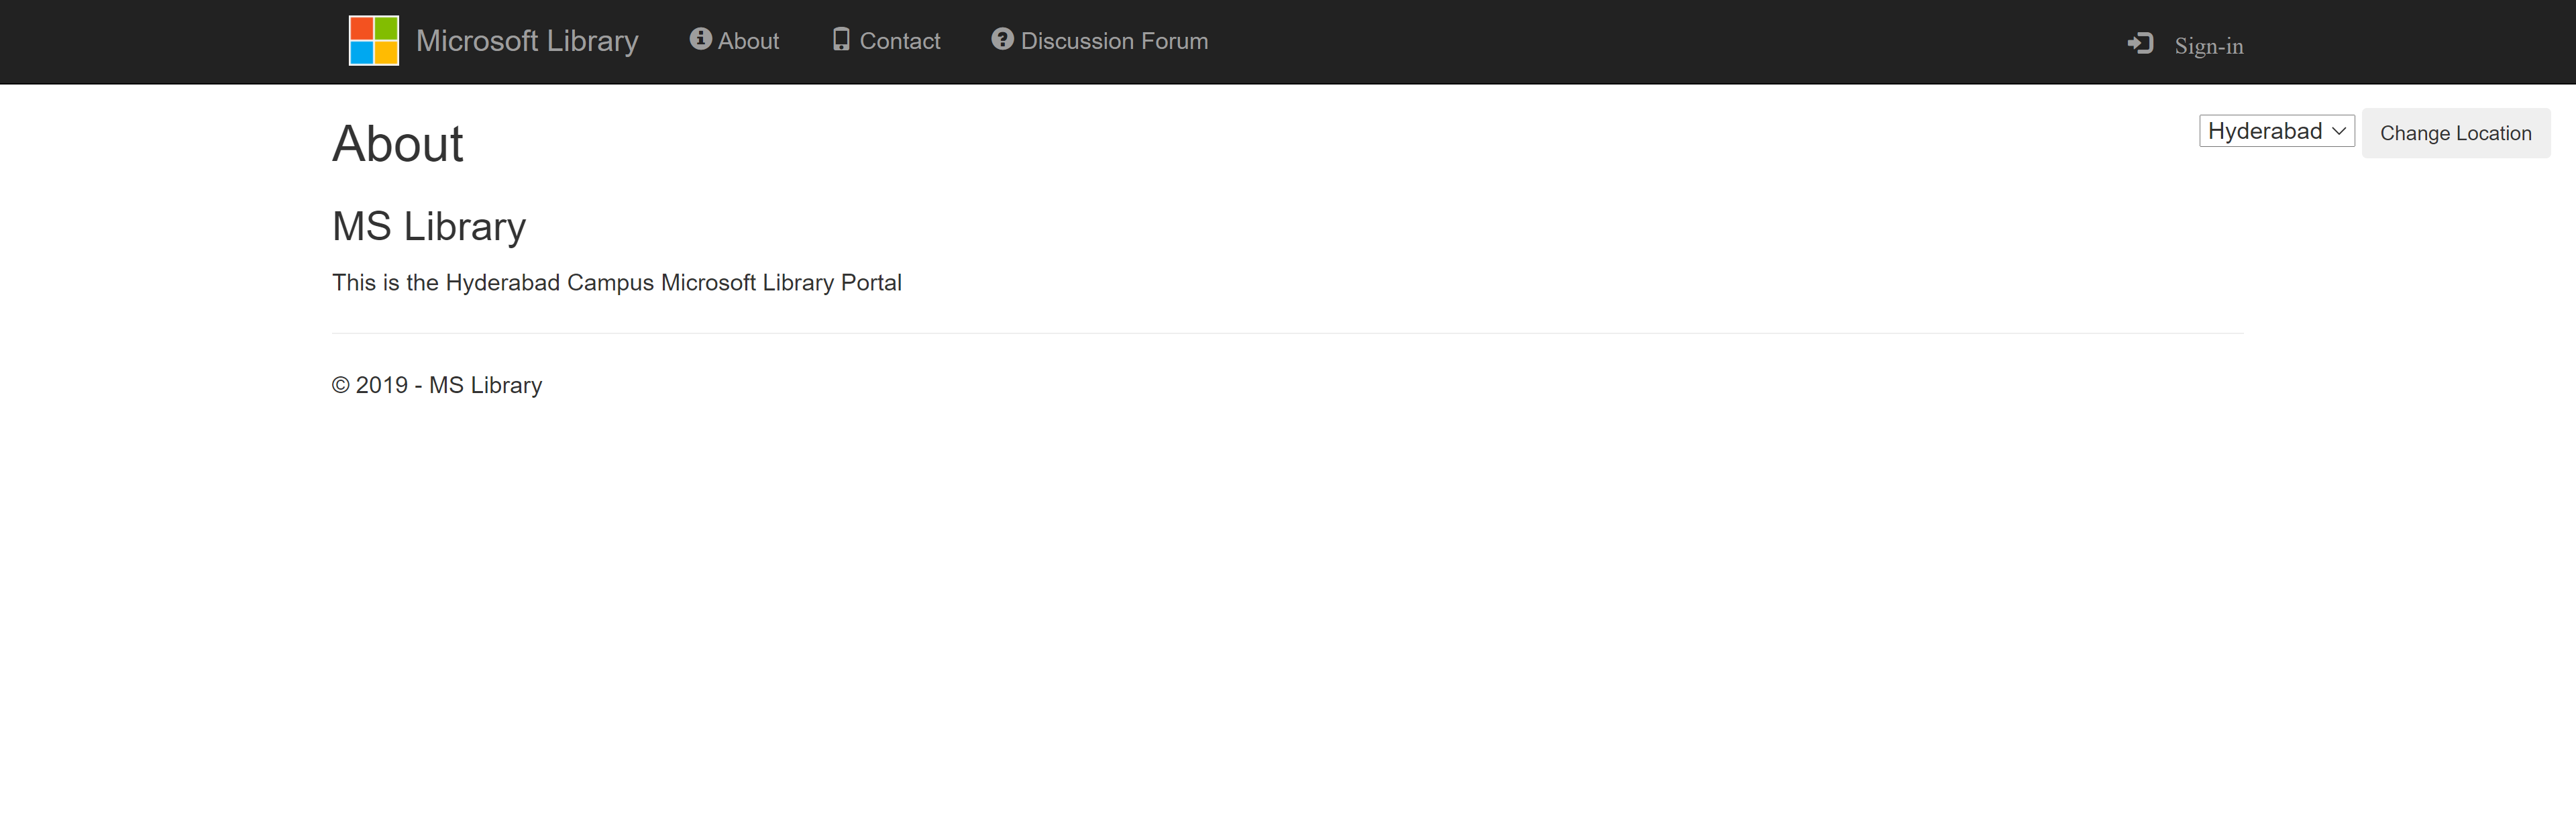 Microsoft Library About Contact Discussion Forum Sign-in
About
Hyderabad Change Location
MS Library
This is the Hyderabad Campus Microsoft Library Portal
© 2019 - MS Library